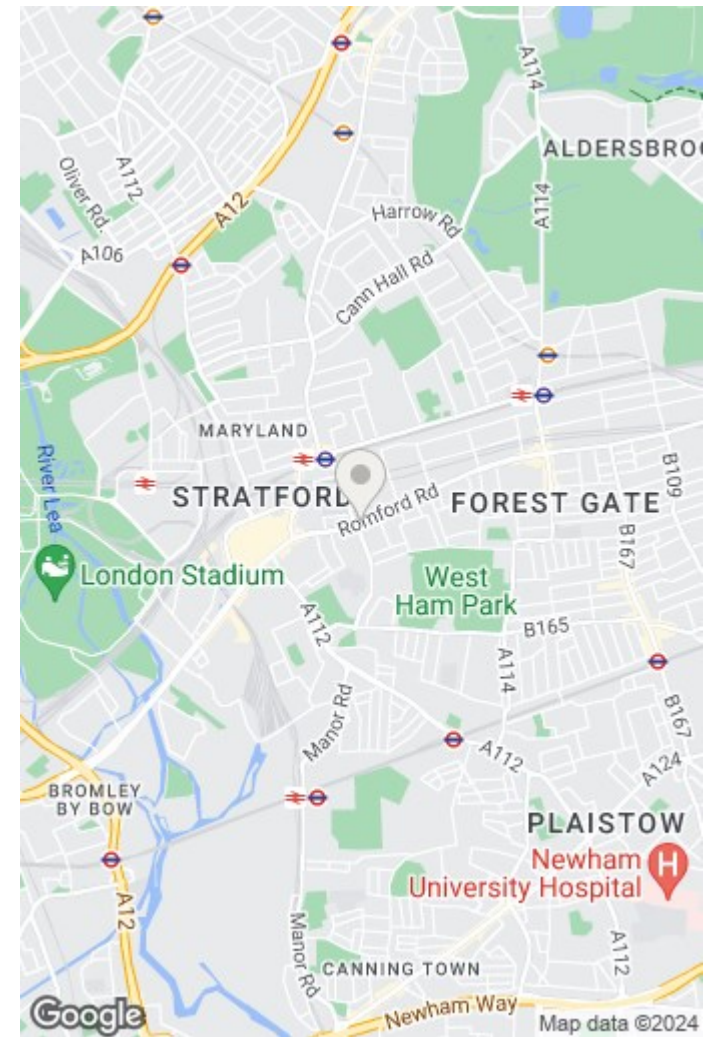 A114
ALDERSBROO
Oliver Rd.
A112
A12
Harrow Rd
A114
A106
Cann Hall Rd
MARYLAND
River Lea
STRATFORD
Romford Rd
FOREST GATE
B109
B167
London Stadium
West
Ham Park
A112
B165
A114
Manor Rd
B167
A112
A124
BROMLEY
BY BOW
PLAISTOW
Newham
University Hospital
H
A12
Manor Rd
CANNING TOWN
A112
Newham Way
Google
Map data ©2024